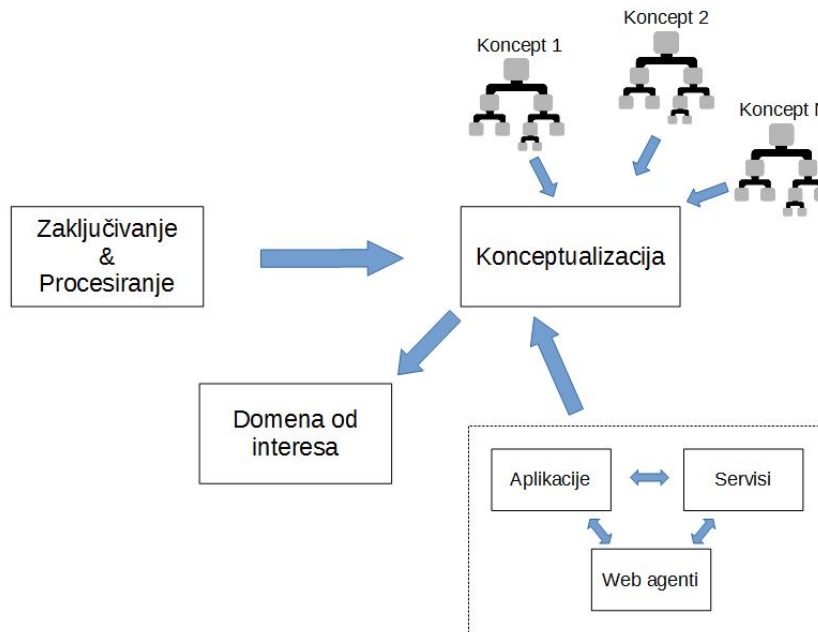 Koncept 1
Koncept 2
Koncept N
Zaključivanje
&
Procesiranje
Konceptualizacija
Domena od
interesa
Aplikacije
Servisi
Web agenti